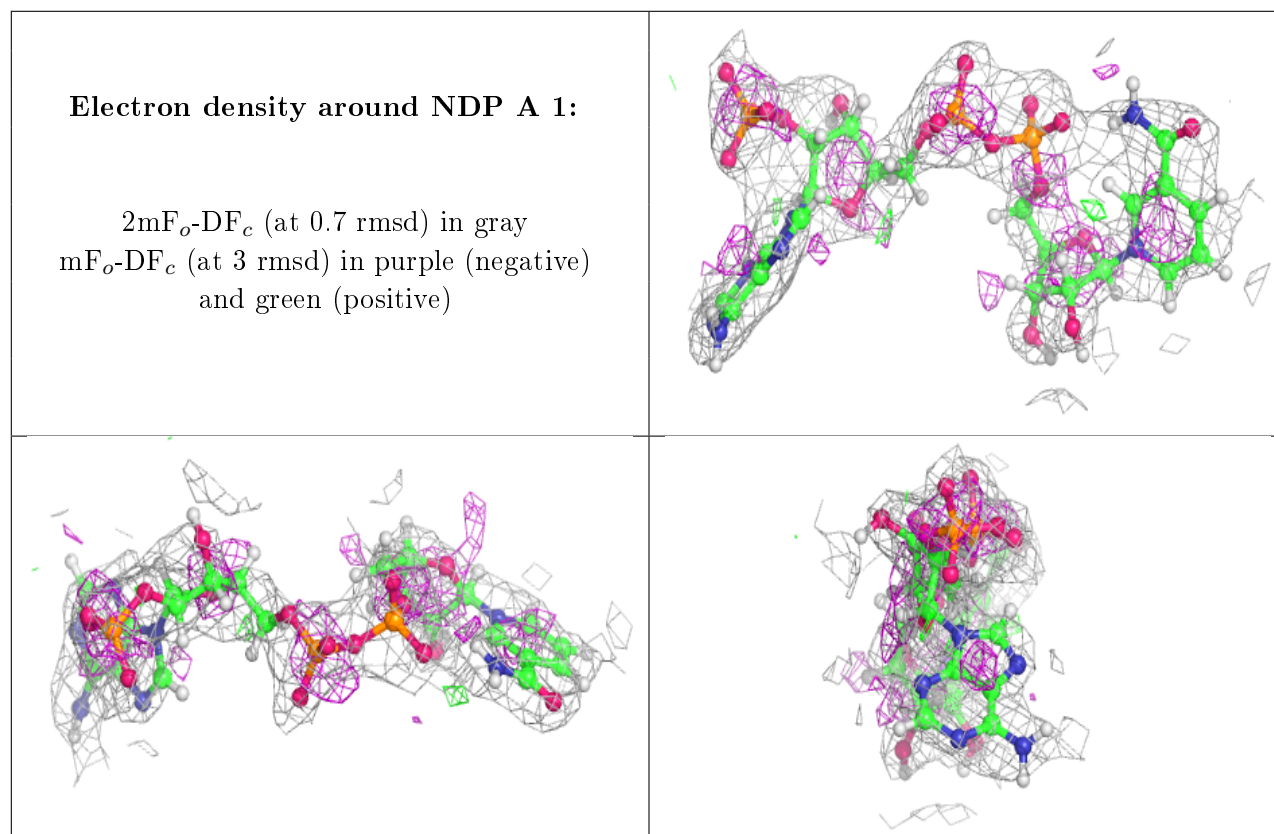 Electron density around NDP A 1:
2mFₒ-DF𝒸 (at 0.7 rmsd) in gray
mFₒ-DF𝒸 (at 3 rmsd) in purple (negative)
and green (positive)